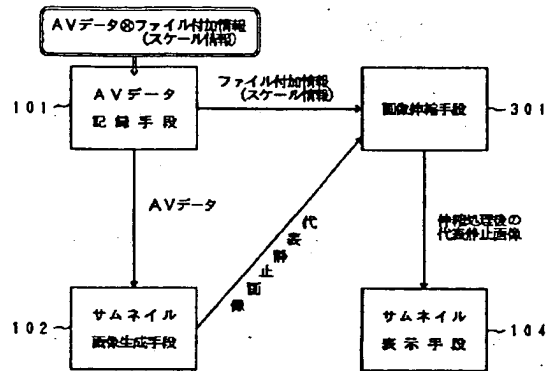 AVデータ⊗ファイル付加情報
(スケール情報)
101
AVデータ
記録手段
ファイル付加情報
(スケール情報)
画像伸縮手段
301
AVデータ
代表静止画像
伸縮処理後の
代表静止画像
102
サムネイル
画像生成手段
サムネイル
表示手段
104